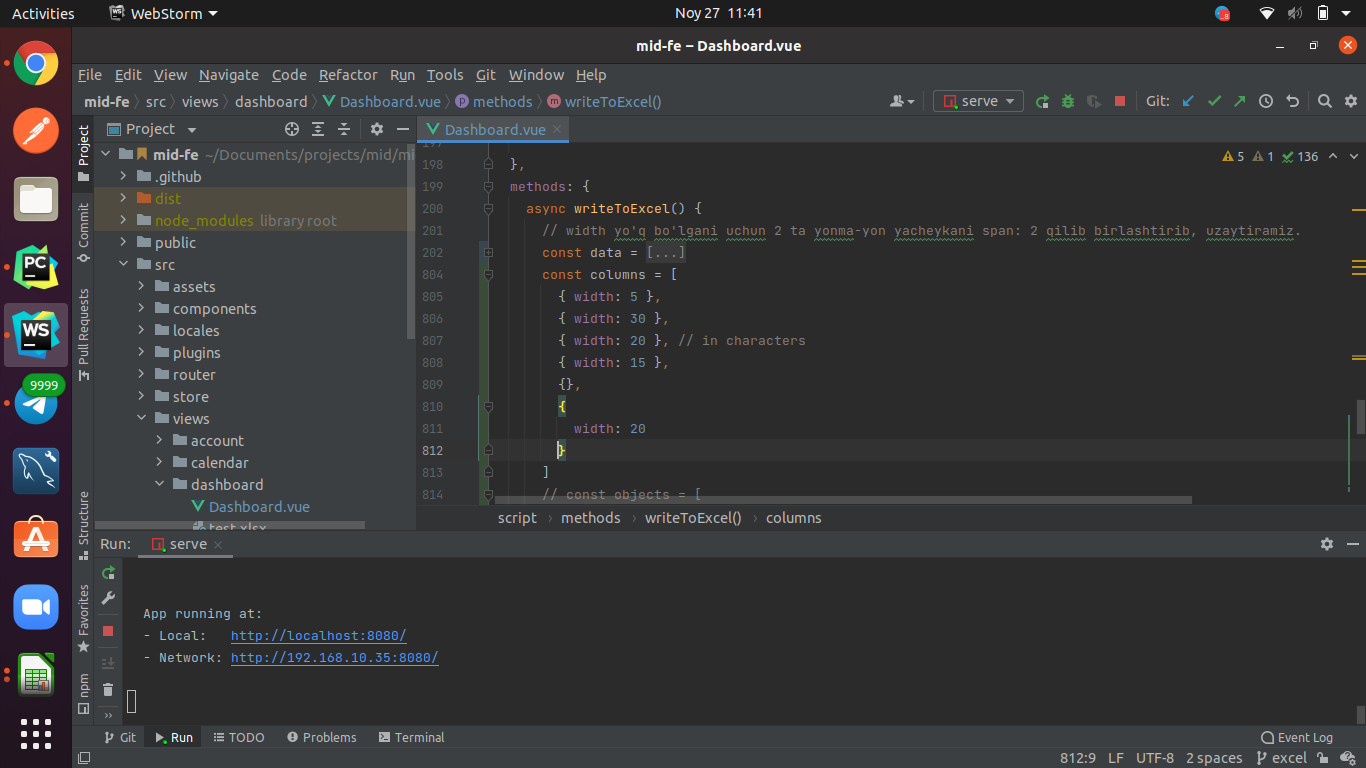 Activities WebStorm Noy 27 11:41
mid-fe – Dashboard.vue
File Edit View Navigate Code Refactor Run Tools Git Window Help
mid-fe src views dashboard Dashboard.vue methods writeToExcel() serve Git:
Project
Dashboard.vue
mid-fe ~/Documents/projects/mid/mi
.github
dist
node_modules library root
public
src
assets
components
locales
plugins
router
store
views
account
calendar
dashboard
Dashboard.vue
test.xlsx
Project
Commit
Pull Requests
Structure
Favorites
npm
PC
WS
9999
5 1 136
197
198 },
199 methods: {
200 async writeToExcel() {
201 // width yo'q bo'lgani uchun 2 ta yonma-yon yacheykani span: 2 qilib birlashtirib, uzaytiramiz.
202 const data = [...]
804 const columns = [
805 { width: 5 },
806 { width: 30 },
807 { width: 20 }, // in characters
808 { width: 15 },
809 {},
810 {
811 width: 20
812 }
813 ]
814 // const objects = [
script methods writeToExcel() columns
Run: serve
App running at:
- Local: http://localhost:8080/
- Network: http://192.168.10.35:8080/
Git Run TODO Problems Terminal Event Log
812:9 LF UTF-8 2 spaces excel